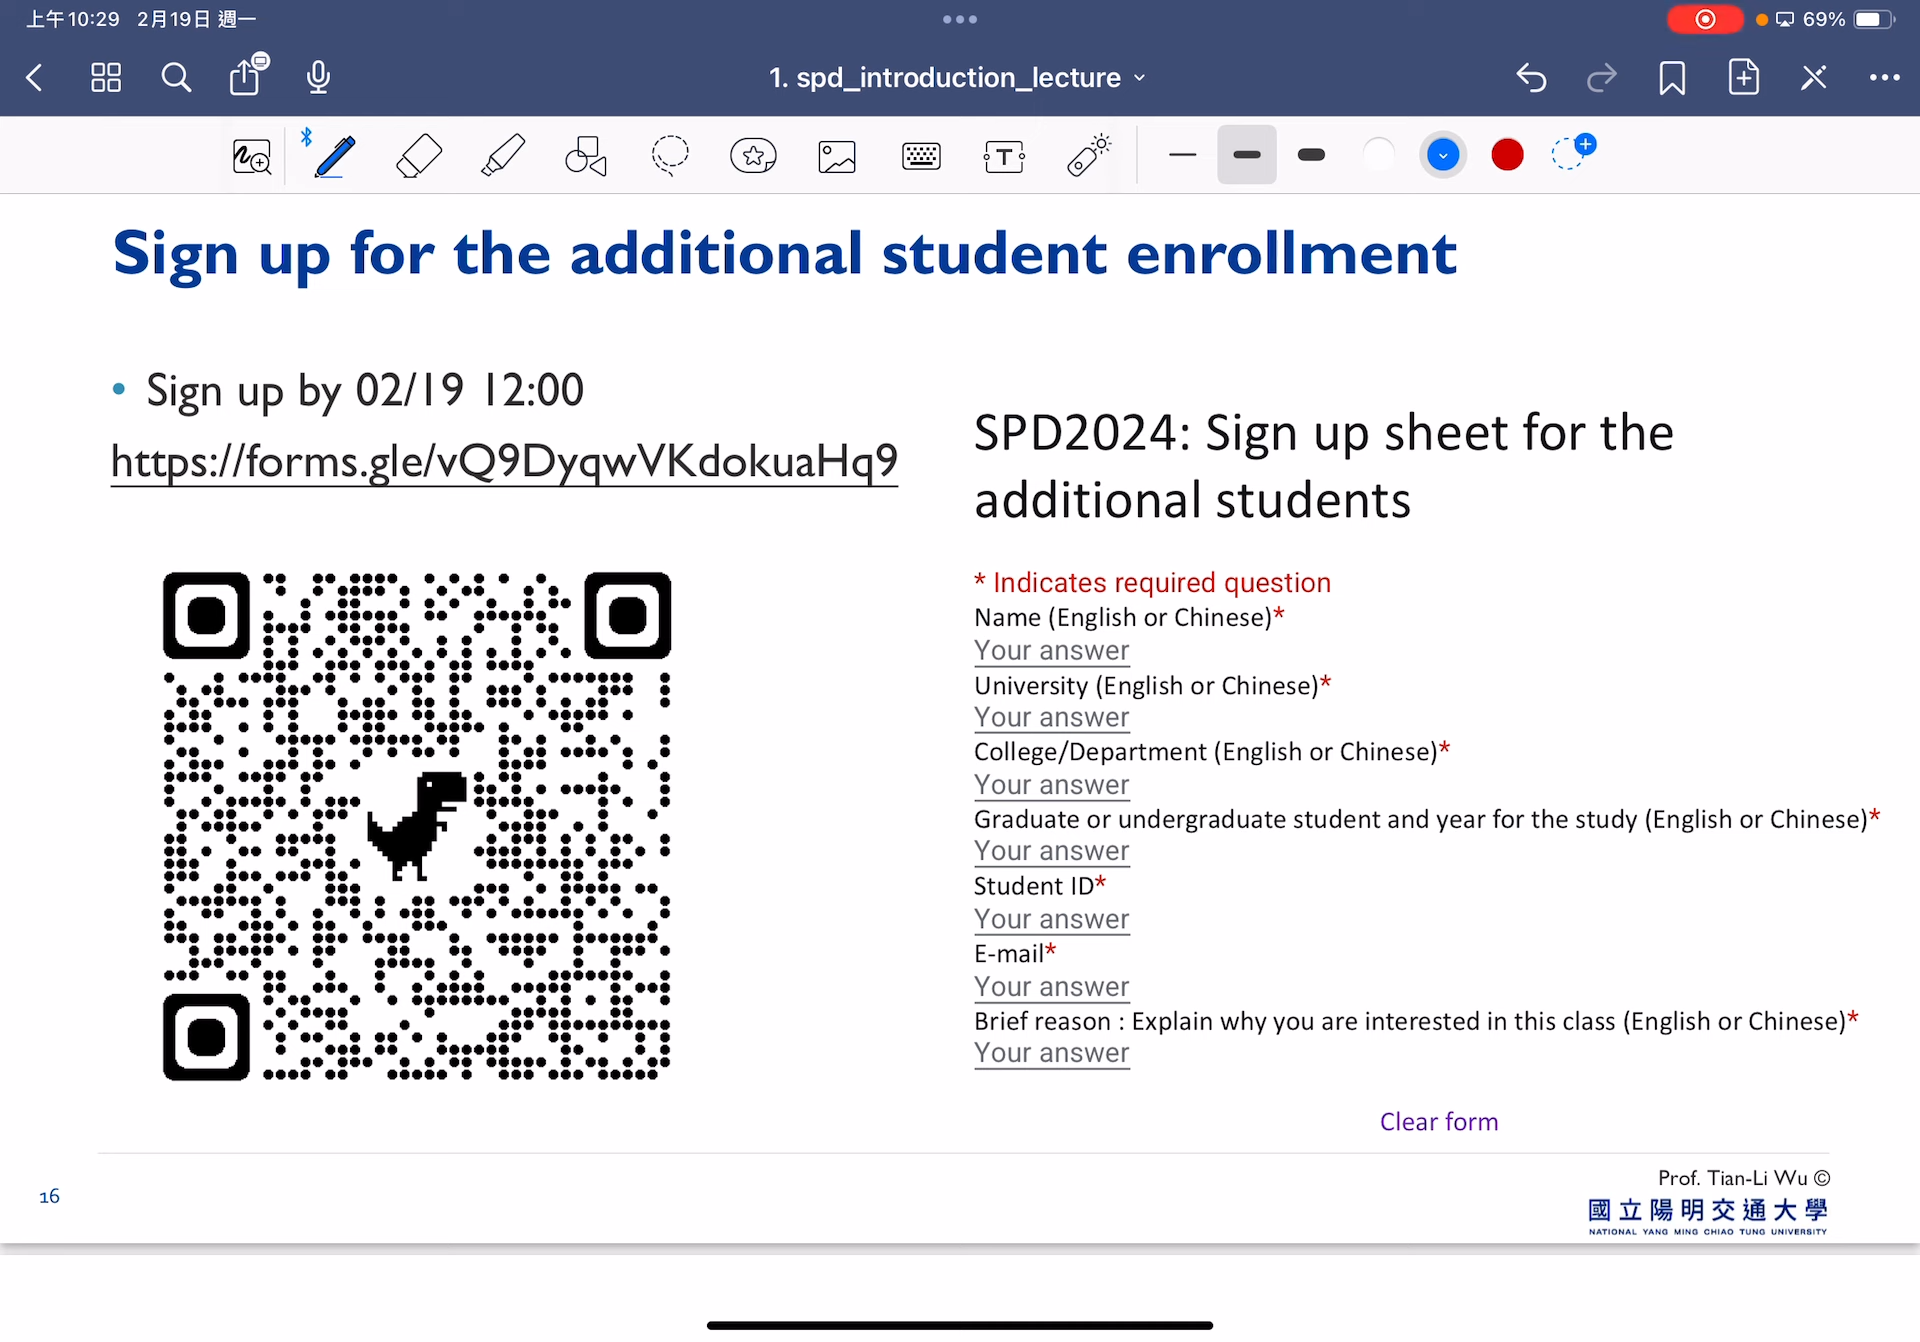 上午10:29 2月19日 週一
69%
1. spd_introduction_lecture
T
Sign up for the additional student enrollment
• Sign up by 02/19 12:00
https://forms.gle/vQ9DyqwVKdokuaHq9
SPD2024: Sign up sheet for the
additional students
* Indicates required question
Name (English or Chinese)*
Your answer
University (English or Chinese)*
Your answer
College/Department (English or Chinese)*
Your answer
Graduate or undergraduate student and year for the study (English or Chinese)*
Your answer
Student ID*
Your answer
E-mail*
Your answer
Brief reason : Explain why you are interested in this class (English or Chinese)*
Your answer
Clear form
16
Prof. Tian-Li Wu ©
國立陽明交通大學
NATIONAL YANG MING CHIAO TUNG UNIVERSITY